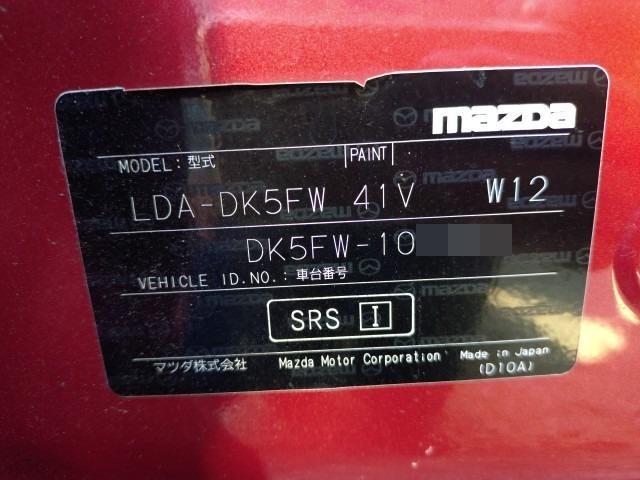 mazda
MODEL: 型式 PAINT
LDA-DK5FW 41V W12
DK5FW-10
VEHICLE ID.NO.: 車台番号
SRS I
マツダ株式会社 Mazda Motor Corporation Made in Japan
(D10A)